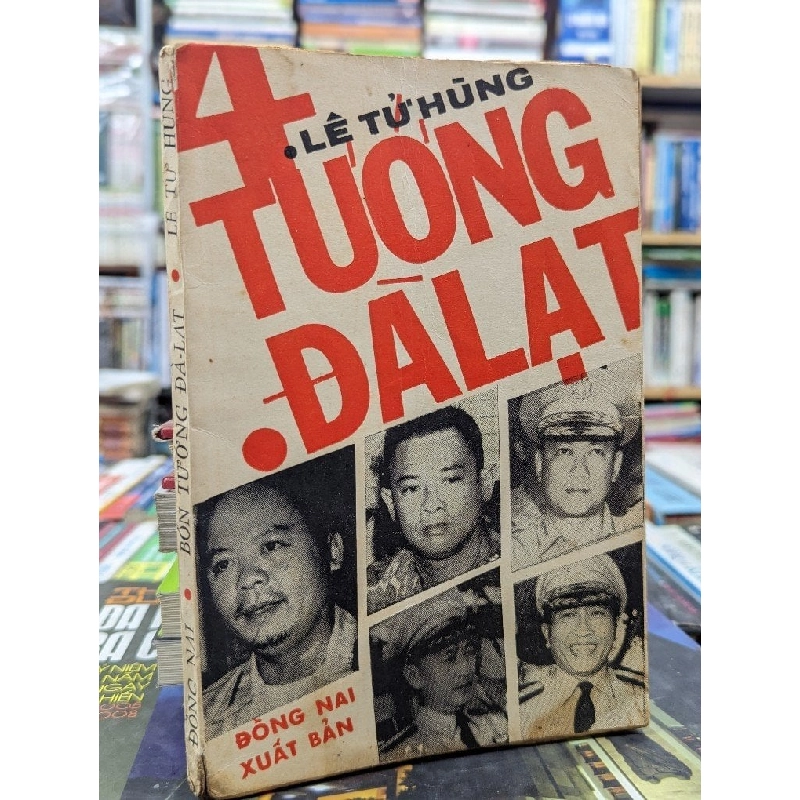 4
.LÊ TỬ HÙNG
TƯỚNG
.ĐÀLẠT
ĐỒNG NAI
XUẤT BẢN
ĐỒNG NAI • BỐN TƯỚNG ĐÀ-LẠT • LÊ TỬ HÙNG